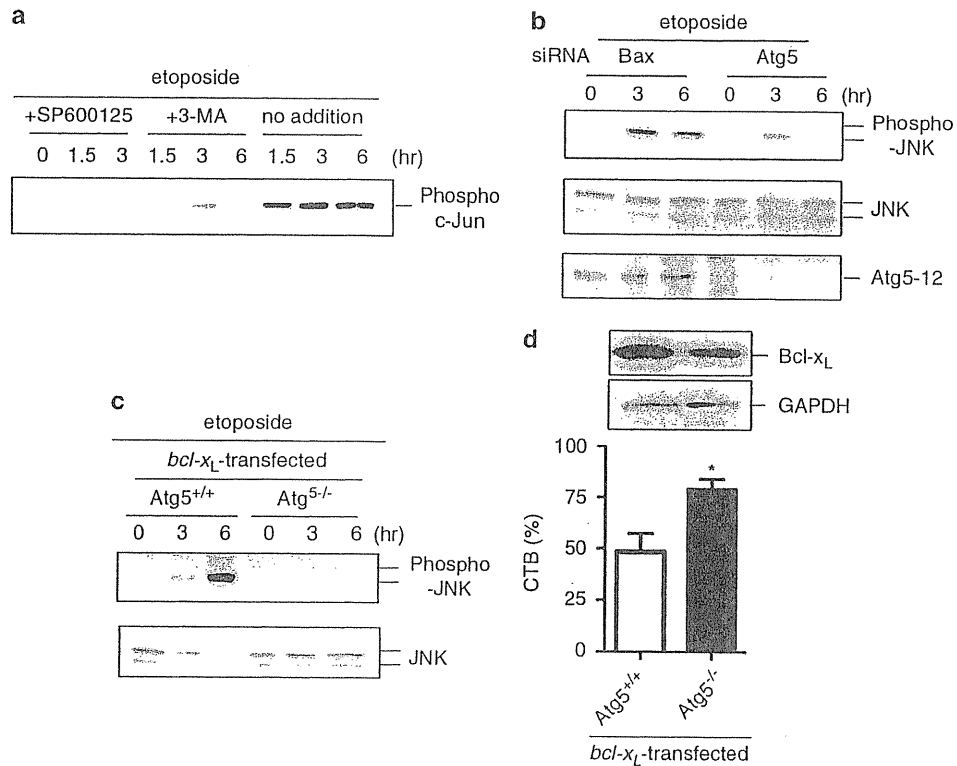 a
etoposide
+SP600125 +3-MA no addition
0 1.5 3 1.5 3 6 1.5 3 6 (hr)
Phospho
c-Jun
b
etoposide
siRNA Bax Atg5
0 3 6 0 3 6 (hr)
Phospho
-JNK
JNK
Atg5-12
c
etoposide
bcl-xL-transfected
Atg5+/+ Atg5-/-
0 3 6 0 3 6 (hr)
Phospho
-JNK
JNK
d
Bcl-xL
GAPDH
100
75
50
25
0
CTB (%)
*
Atg5+/+
Atg5-/-
bcl-xL-transfected